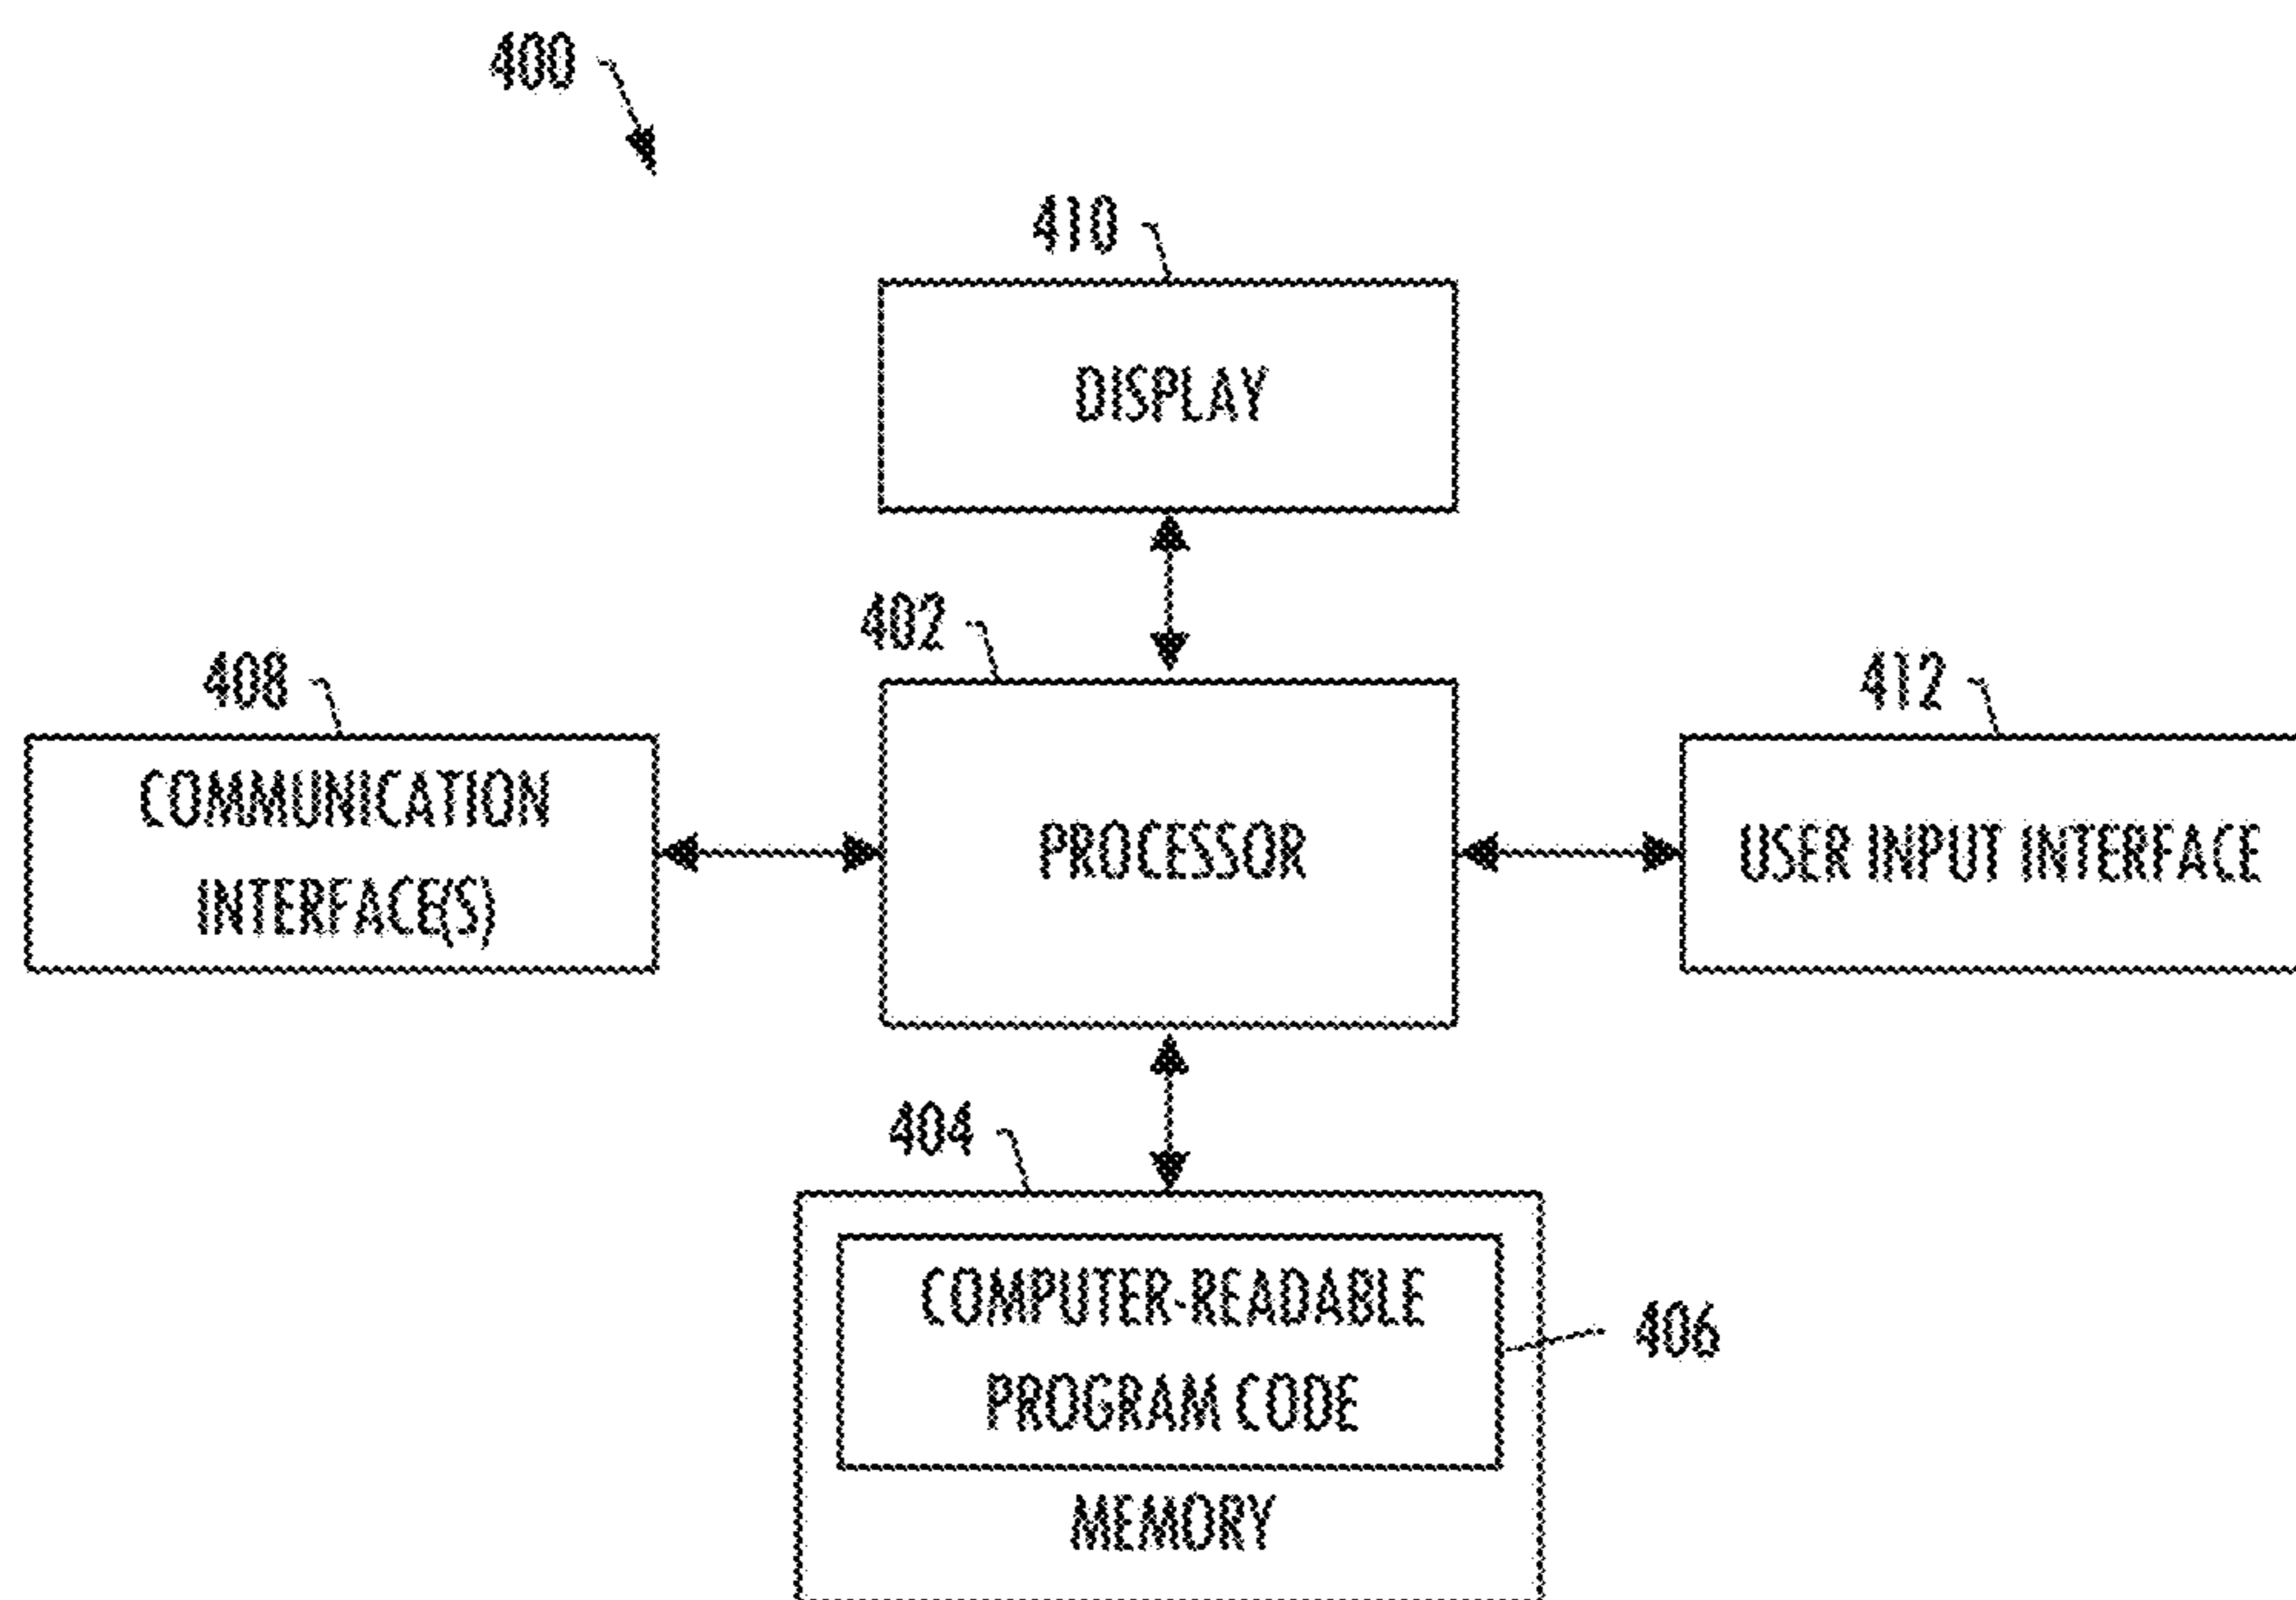 400
410
DISPLAY
402
408
412
COMMUNICATION
INTERFACE(S)
PROCESSOR
USER INPUT INTERFACE
404
COMPUTER-READABLE
PROGRAM CODE
406
MEMORY